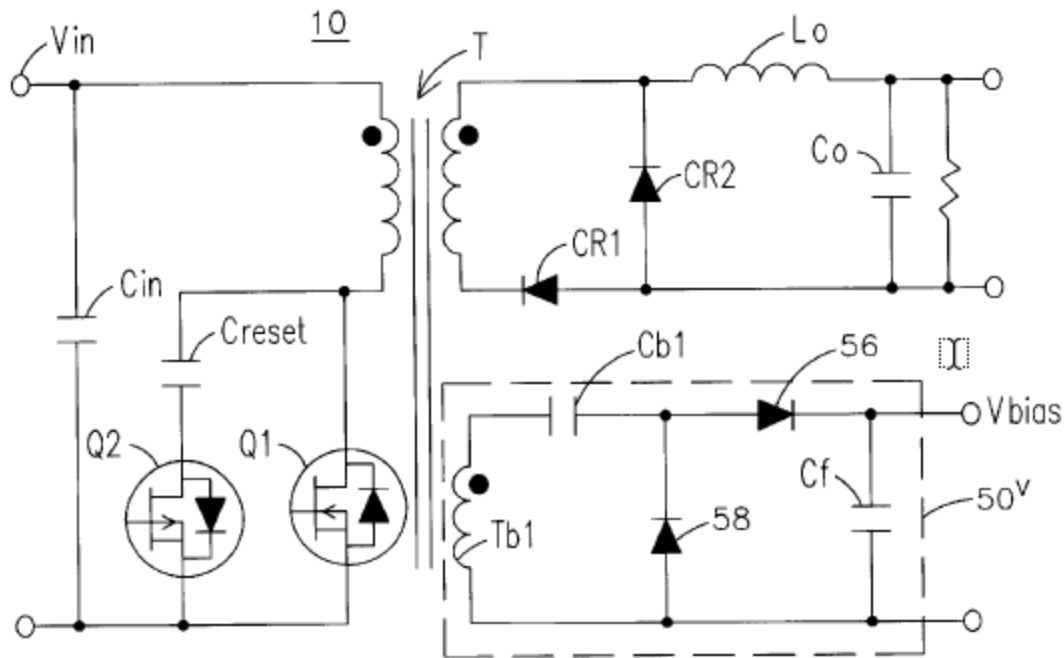 10
Vin
T
Lo
Co
CR2
CR1
Cin
Creset
Cb1
56
Vbias
Q2
Q1
Cf
50V
58
Tb1